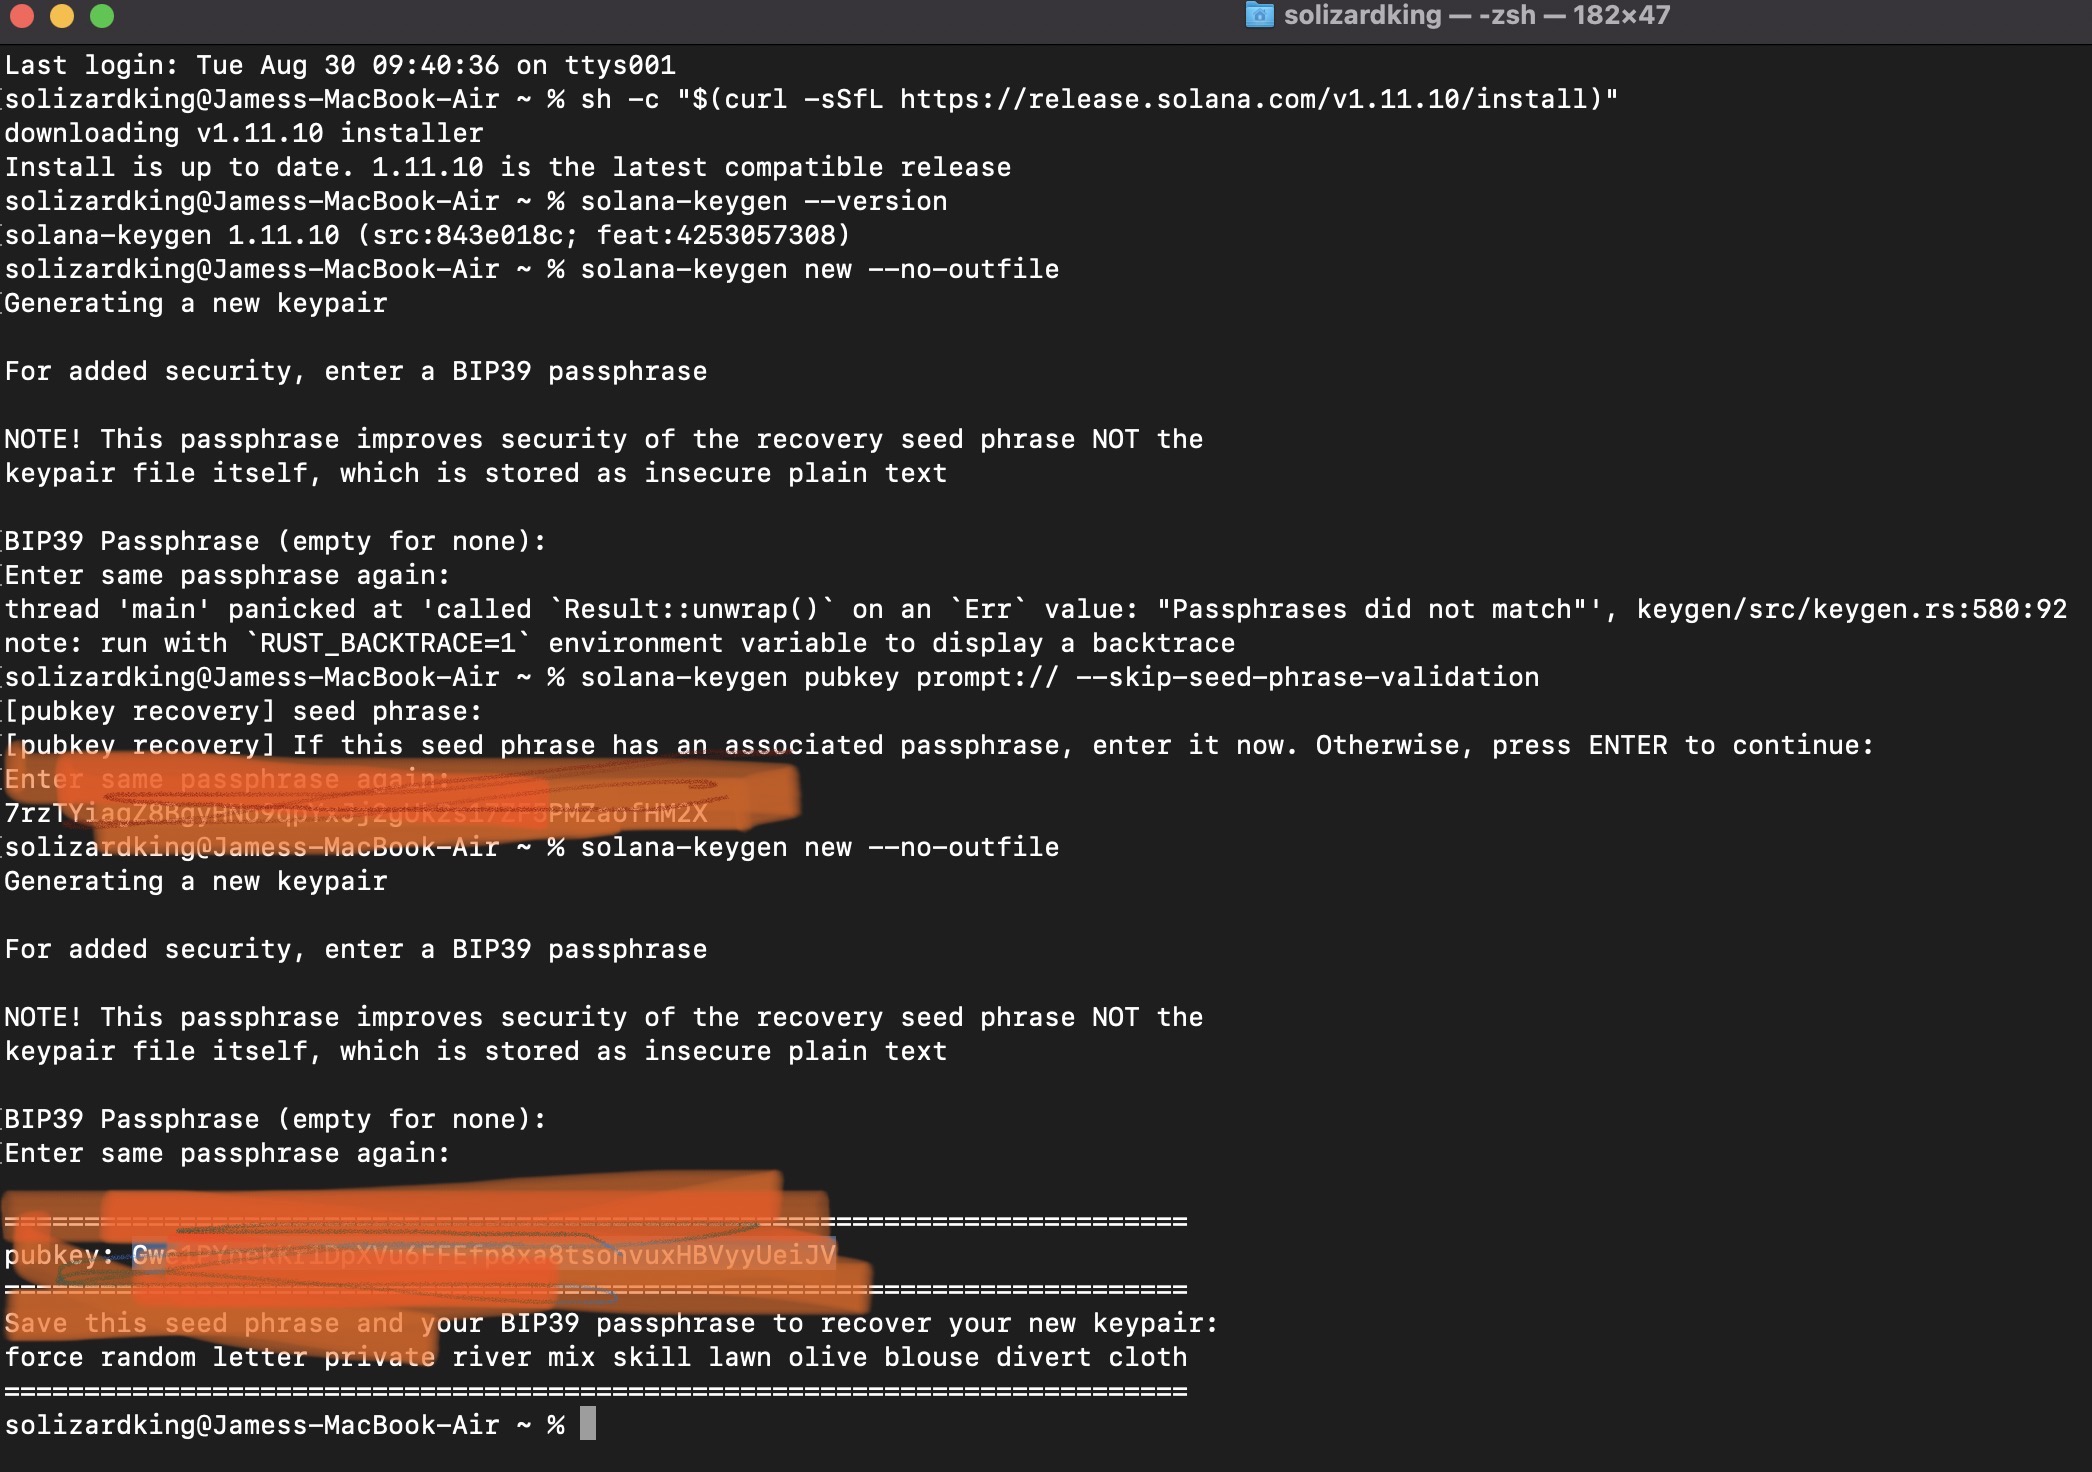 solizardking — -zsh — 182×47
Last login: Tue Aug 30 09:40:36 on ttys001
solizardking@Jamess-MacBook-Air ~ % sh -c "$(curl -sSfL https://release.solana.com/v1.11.10/install)"
downloading v1.11.10 installer
Install is up to date. 1.11.10 is the latest compatible release
solizardking@Jamess-MacBook-Air ~ % solana-keygen --version
solana-keygen 1.11.10 (src:843e018c; feat:4253057308)
solizardking@Jamess-MacBook-Air ~ % solana-keygen new --no-outfile
Generating a new keypair
For added security, enter a BIP39 passphrase
NOTE! This passphrase improves security of the recovery seed phrase NOT the
keypair file itself, which is stored as insecure plain text
BIP39 Passphrase (empty for none):
Enter same passphrase again:
thread 'main' panicked at 'called `Result::unwrap()` on an `Err` value: "Passphrases did not match"', keygen/src/keygen.rs:580:92
note: run with `RUST_BACKTRACE=1` environment variable to display a backtrace
solizardking@Jamess-MacBook-Air ~ % solana-keygen pubkey prompt:// --skip-seed-phrase-validation
[pubkey recovery] seed phrase:
[pubkey recovery] If this seed phrase has an associated passphrase, enter it now. Otherwise, press ENTER to continue:
Enter same passphrase again:
solizardking@Jamess-MacBook-Air ~ % solana-keygen new --no-outfile
Generating a new keypair
For added security, enter a BIP39 passphrase
NOTE! This passphrase improves security of the recovery seed phrase NOT the
keypair file itself, which is stored as insecure plain text
BIP39 Passphrase (empty for none):
Enter same passphrase again:
==========================================================================
pubkey:
==========================================================================
Save this seed phrase and your BIP39 passphrase to recover your new keypair:
force random letter private river mix skill lawn olive blouse divert cloth
==========================================================================
solizardking@Jamess-MacBook-Air ~ %